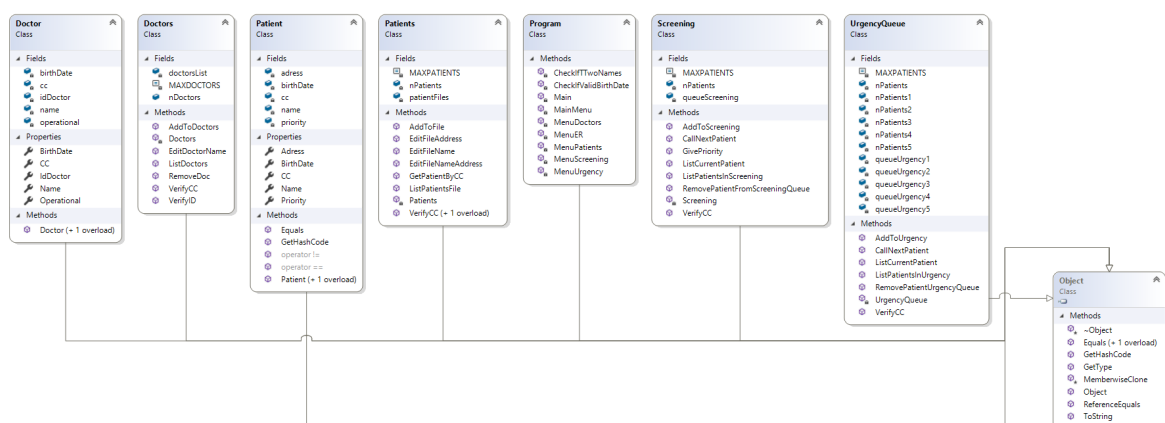 Doctor
Class
Fields
birthDate
cc
idDoctor
name
operational
Properties
BirthDate
CC
IdDoctor
Name
Operational
Methods
Doctor (+ 1 overload)
Doctors
Class
Fields
doctorsList
MAXDOCTORS
nDoctors
Methods
AddToDoctors
Doctors
EditDoctorName
ListDoctors
RemoveDoc
VerifyCC
VerifyID
Patient
Class
Fields
adress
birthDate
cc
name
priority
Properties
Adress
BirthDate
CC
Name
Priority
Methods
Equals
GetHashCode
operator !=
operator ==
Patient (+ 1 overload)
Patients
Class
Fields
MAXPATIENTS
nPatients
patientFiles
Methods
AddToFile
EditFileAddress
EditFileName
EditFileNameAddress
GetPatientByCC
ListPatientsFile
Patients
VerifyCC (+ 1 overload)
Program
Class
Methods
CheckIfTTwoNames
CheckIfValidBirthDate
Main
MainMenu
MenuDoctors
MenuER
MenuPatients
MenuScreening
MenuUrgency
Screening
Class
Fields
MAXPATIENTS
nPatients
queueScreening
Methods
AddToScreening
CallNextPatient
GivePriority
ListCurrentPatient
ListPatientsInScreening
RemovePatientFromScreeningQueue
Screening
VerifyCC
UrgencyQueue
Class
Fields
MAXPATIENTS
nPatients
nPatients1
nPatients2
nPatients3
nPatients4
nPatients5
queueUrgency1
queueUrgency2
queueUrgency3
queueUrgency4
queueUrgency5
Methods
AddToUrgency
CallNextPatient
ListCurrentPatient
ListPatientsInUrgency
RemovePatientUrgencyQueue
UrgencyQueue
VerifyCC
Object
Class
Methods
~Object
Equals (+ 1 overload)
GetHashCode
GetType
MemberwiseClone
Object
ReferenceEquals
ToString